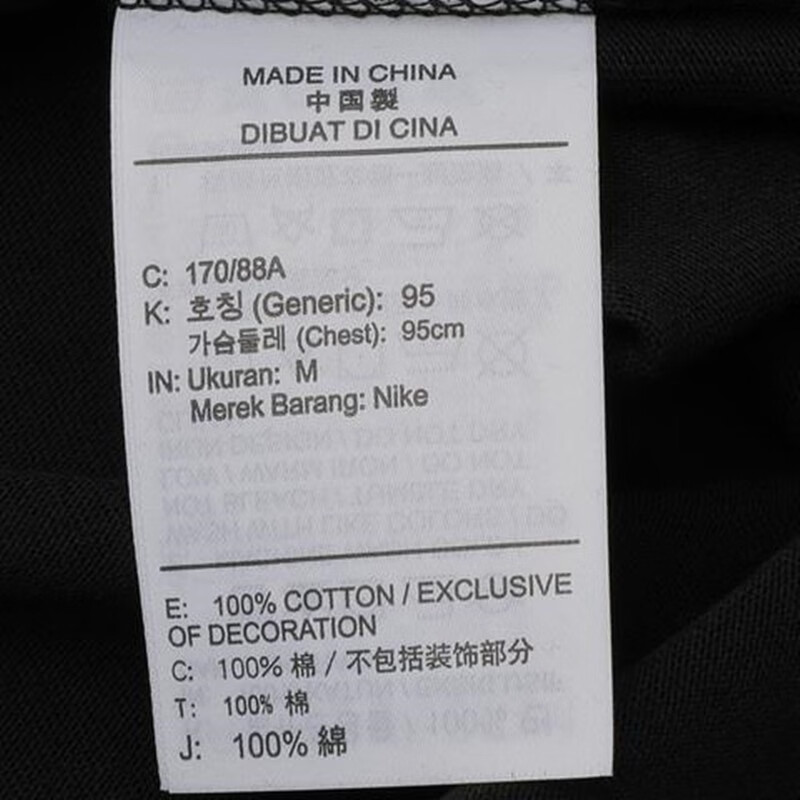 MADE IN CHINA
中国製
DIBUAT DI CINA
C: 170/88A
K: 호칭 (Generic): 95
가슴둘레 (Chest): 95cm
IN: Ukuran: M
Merek Barang: Nike
E: 100% COTTON / EXCLUSIVE
OF DECORATION
C: 100% 棉 / 不包括装饰部分
T: 100% 棉
J: 100% 綿